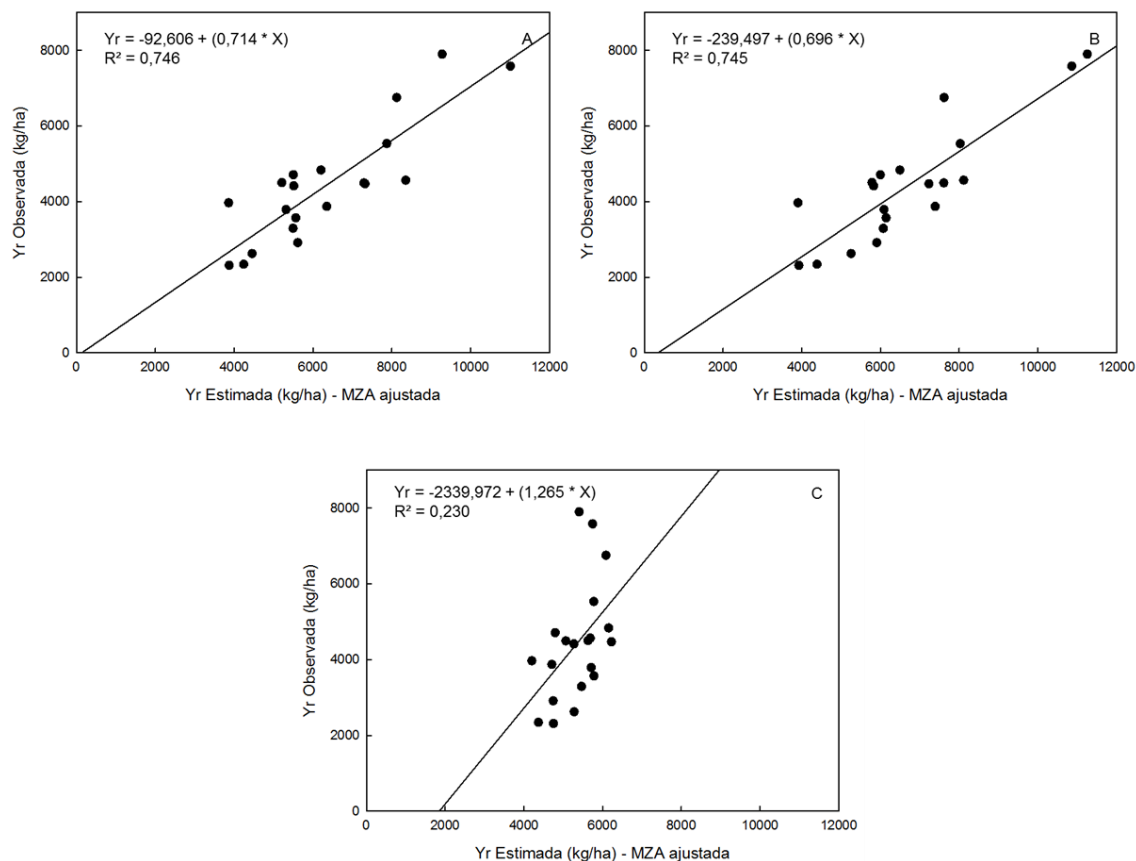 Yr = -92,606 + (0,714 * X)
R² = 0,746
A
8000
6000
4000
2000
0
0 2000 4000 6000 8000 10000 12000
Yr Observada (kg/ha)
Yr Estimada (kg/ha) - MZA ajustada
Yr = -239,497 + (0,696 * X)
R² = 0,745
B
8000
6000
4000
2000
0
0 2000 4000 6000 8000 10000 12000
Yr Observada (kg/ha)
Yr Estimada (kg/ha) - MZA ajustada
Yr = -2339,972 + (1,265 * X)
R² = 0,230
C
8000
6000
4000
2000
0
0 2000 4000 6000 8000 10000 12000
Yr Observada (kg/ha)
Yr Estimada (kg/ha) - MZA ajustada